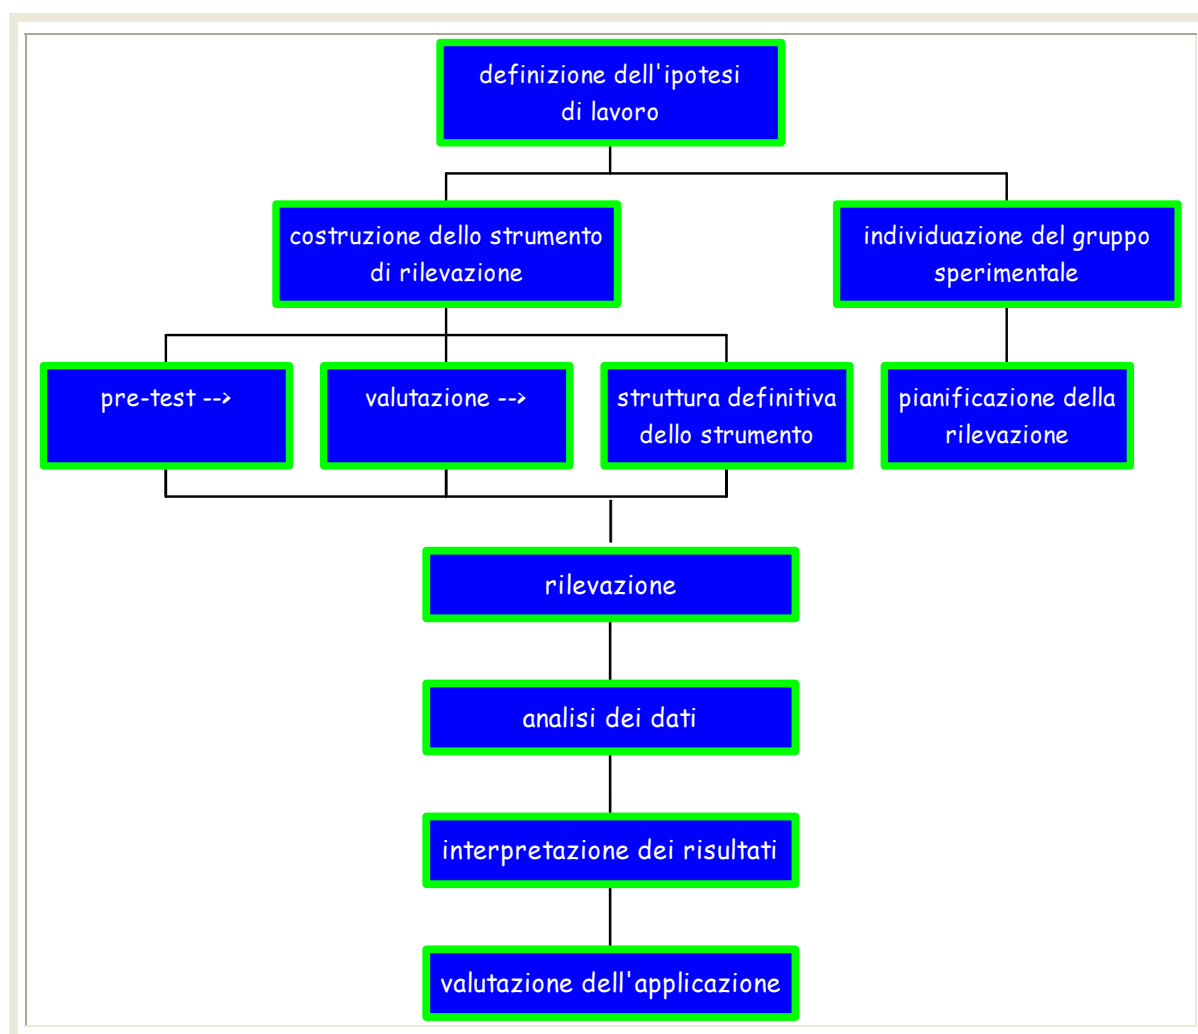 definizione dell'ipotesi
di lavoro
costruzione dello strumento
di rilevazione
individuazione del gruppo
sperimentale
pre-test -->
valutazione -->
struttura definitiva
dello strumento
pianificazione della
rilevazione
rilevazione
analisi dei dati
interpretazione dei risultati
valutazione dell'applicazione